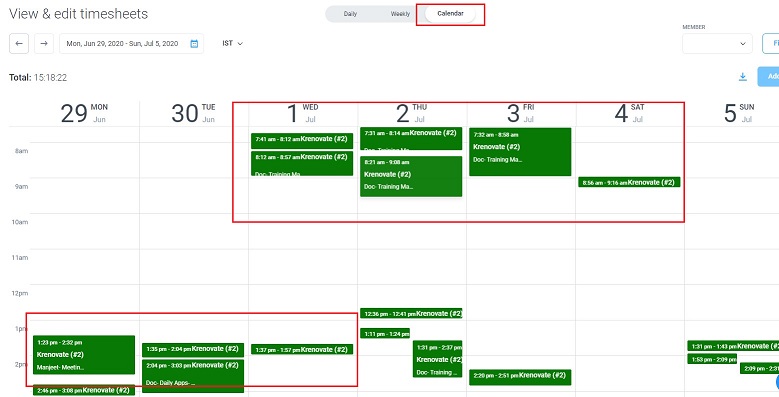 View & edit timesheets
Daily Weekly Calendar
MEMBER
Mon, Jun 29, 2020 - Sun, Jul 5, 2020
IST
Total: 15:18:22
29 MON Jun
30 TUE Jun
1 WED Jul
2 THU Jul
3 FRI Jul
4 SAT Jul
5 SUN Jul
8am
9am
10am
11am
12pm
1pm
2pm
1:23 pm - 2:32 pm
Krenovate (#2)
Manjeet- Meetin...
2:46 pm - 3:08 pm Krenovate (#2)
1:35 pm - 2:04 pm Krenovate (#2)
2:04 pm - 3:03 pm Krenovate (#2)
Doc- Daily Apps-...
7:41 am - 8:12 am Krenovate (#2)
8:12 am - 8:57 am Krenovate (#2)
Doc- Training Ma...
1:37 pm - 1:57 pm Krenovate (#2)
7:31 am - 8:14 am Krenovate (#2)
Doc- Training Ma...
8:21 am - 9:08 am
Krenovate (#2)
Doc- Training Ma...
12:36 pm - 12:41 pm Krenovate (#2)
1:11 pm - 1:24 pm
1:31 pm - 2:37 pm
Krenovate (#2)
Doc- Training ...
7:32 am - 8:58 am
Krenovate (#2)
Doc- Training Ma...
2:20 pm - 2:51 pm Krenovate (#2)
8:56 am - 9:16 am Krenovate (#2)
1:31 pm - 1:43 pm Krenovate (#2)
1:53 pm - 2:09 pm
2:09 pm - 2:31